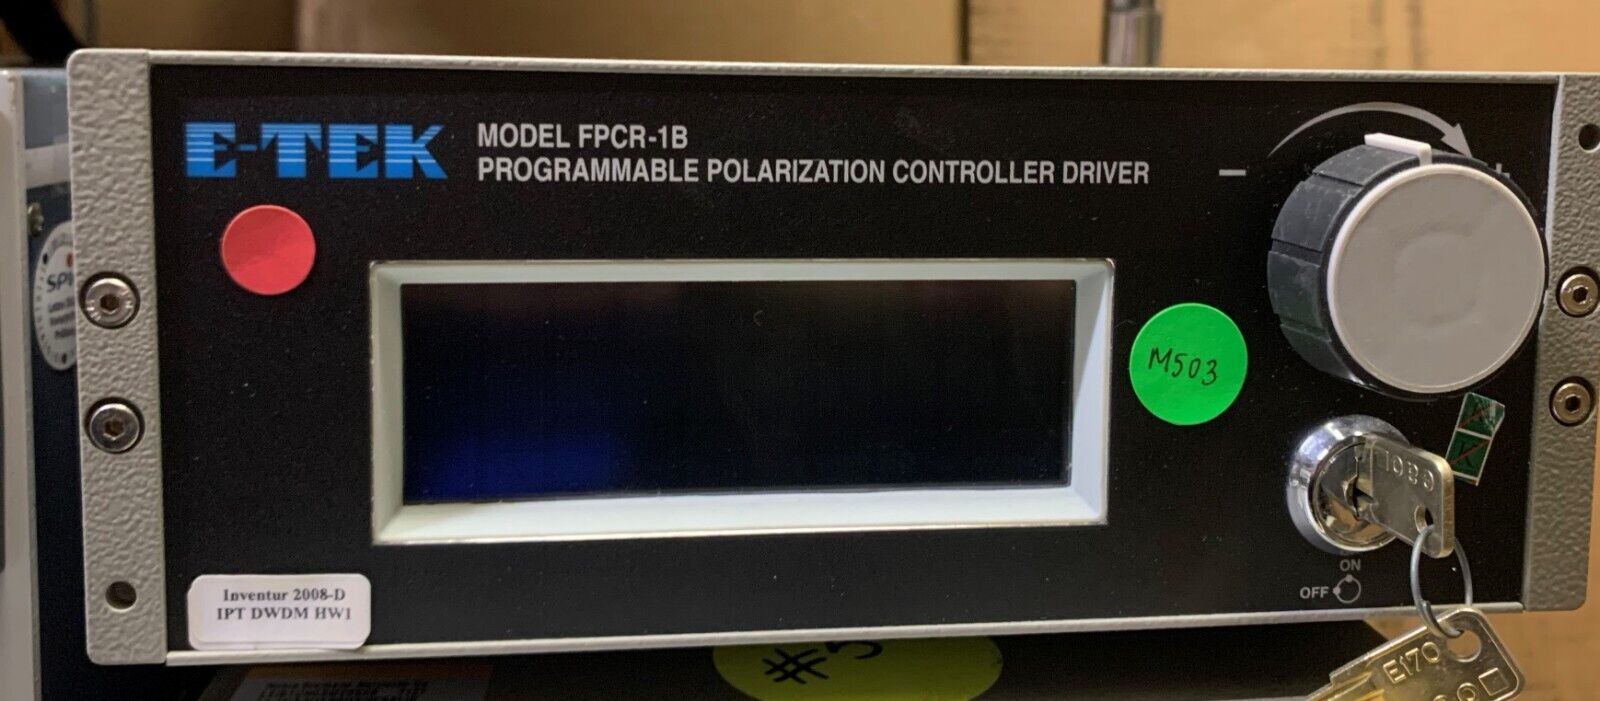 E-TEK
MODEL FPCR-1B
PROGRAMMABLE POLARIZATION CONTROLLER DRIVER
−
+
M503
1089
ON
OFF
Inventur 2008-D
IPT DWDM HW1
E170